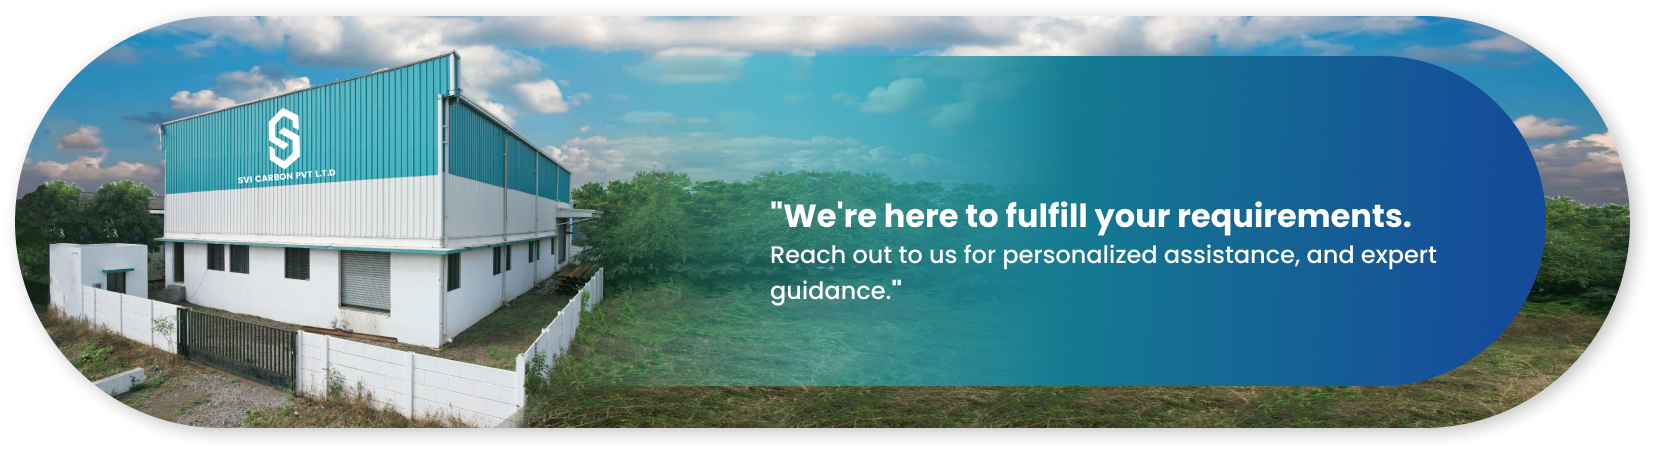 SVI CARBON PVT L.T.D
"We're here to fulfill your requirements.
Reach out to us for personalized assistance, and expert
guidance."